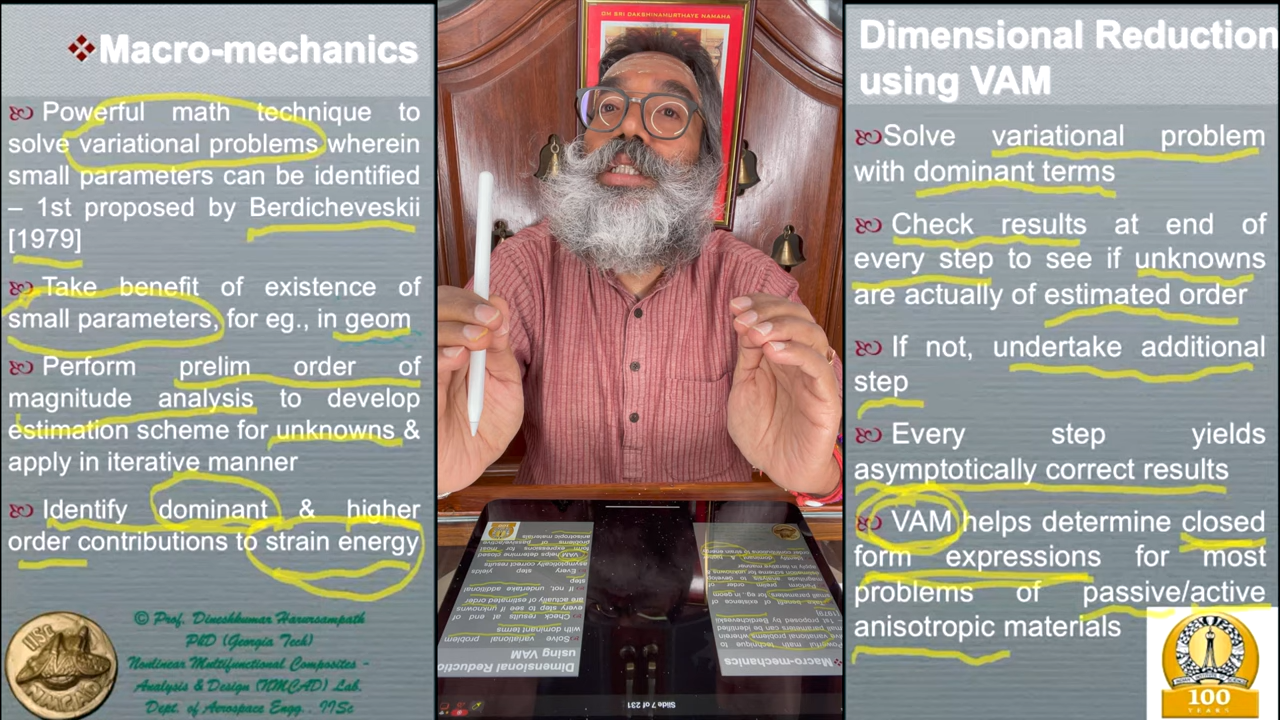 ❖Macro-mechanics
Powerful math technique to
solve variational problems wherein
small parameters can be identified
– 1st proposed by Berdicheveskii
[1979]
Take benefit of existence of
small parameters, for eg., in geom
Perform prelim order of
magnitude analysis to develop
estimation scheme for unknowns &
apply in iterative manner
Identify dominant & higher
order contributions to strain energy
© Prof. Dineshkumar Harursampath
PhD (Georgia Tech)
Nonlinear Multifunctional Composites -
Analysis & Design (NMCAD) Lab.
Dept. of Aerospace Engg., IISc
NMCAD
OM SRI DAKSHINAMURTHAYE NAMAHA
Slide 7 of 231
Dimensional Reduction
using VAM
Solve variational problem
with dominant terms
Check results at end of
every step to see if unknowns
are actually of estimated order
If not, undertake additional
step
Every step yields
asymptotically correct results
VAM helps determine closed
form expressions for most
problems of passive/active
anisotropic materials
100
YEARS